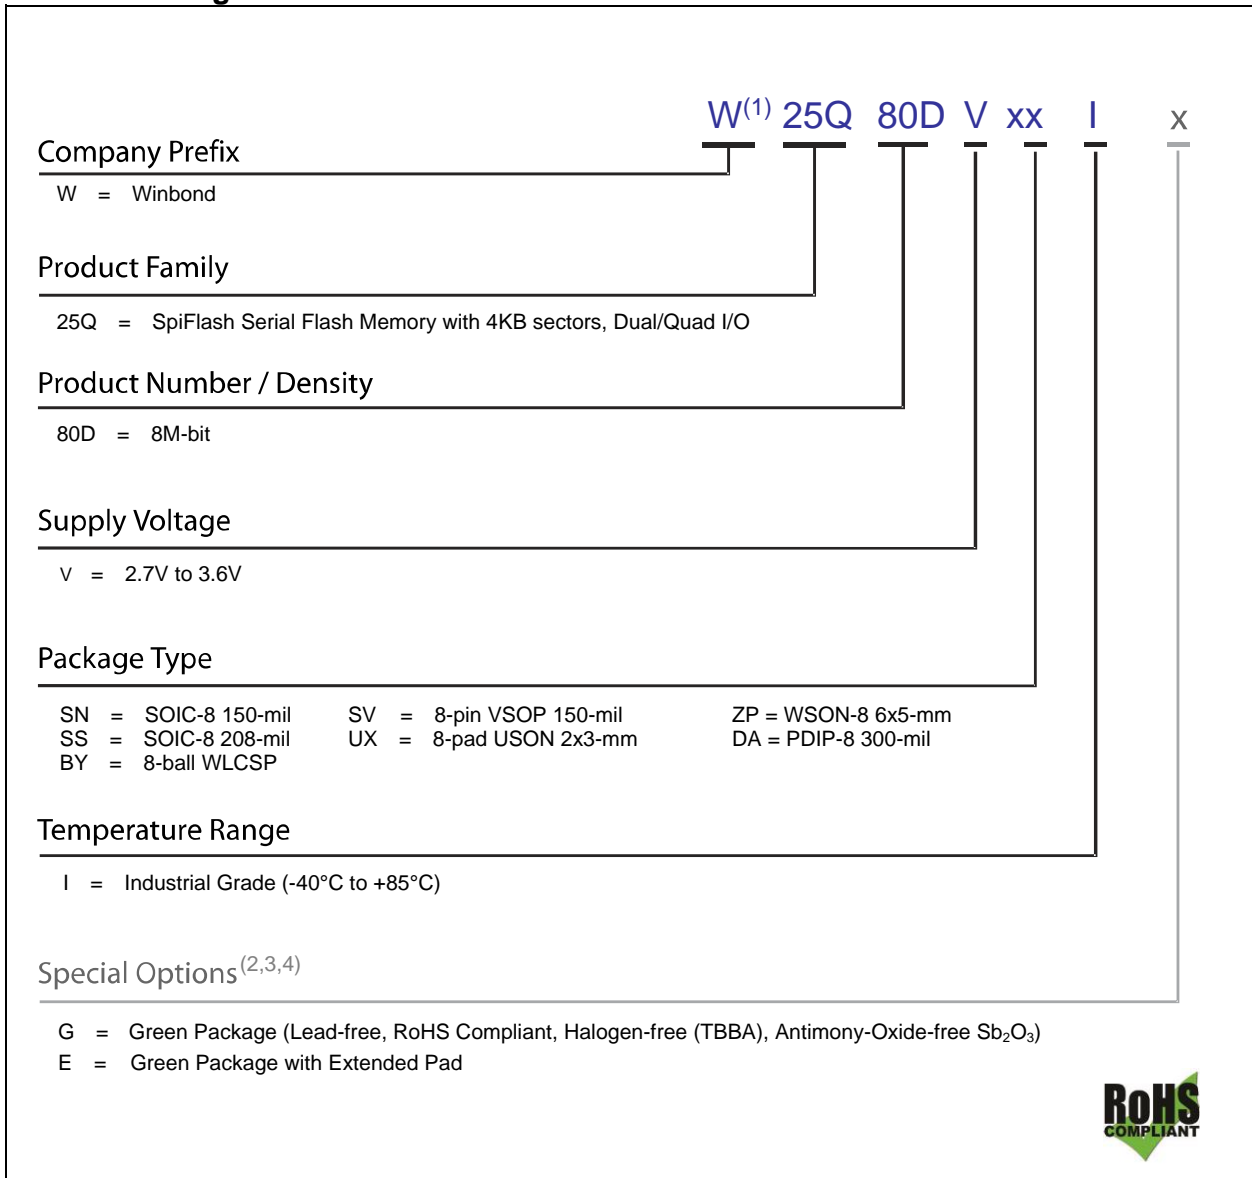 W(1) 25Q 80D V xx I x
Company Prefix
W = Winbond
Product Family
25Q = SpiFlash Serial Flash Memory with 4KB sectors, Dual/Quad I/O
Product Number / Density
80D = 8M-bit
Supply Voltage
V = 2.7V to 3.6V
Package Type
SN = SOIC-8 150-mil SV = 8-pin VSOP 150-mil ZP = WSON-8 6x5-mm
SS = SOIC-8 208-mil UX = 8-pad USON 2x3-mm DA = PDIP-8 300-mil
BY = 8-ball WLCSP
Temperature Range
I = Industrial Grade (-40°C to +85°C)
Special Options(2,3,4)
G = Green Package (Lead-free, RoHS Compliant, Halogen-free (TBBA), Antimony-Oxide-free Sb₂O₃)
E = Green Package with Extended Pad
RoHS
COMPLIANT